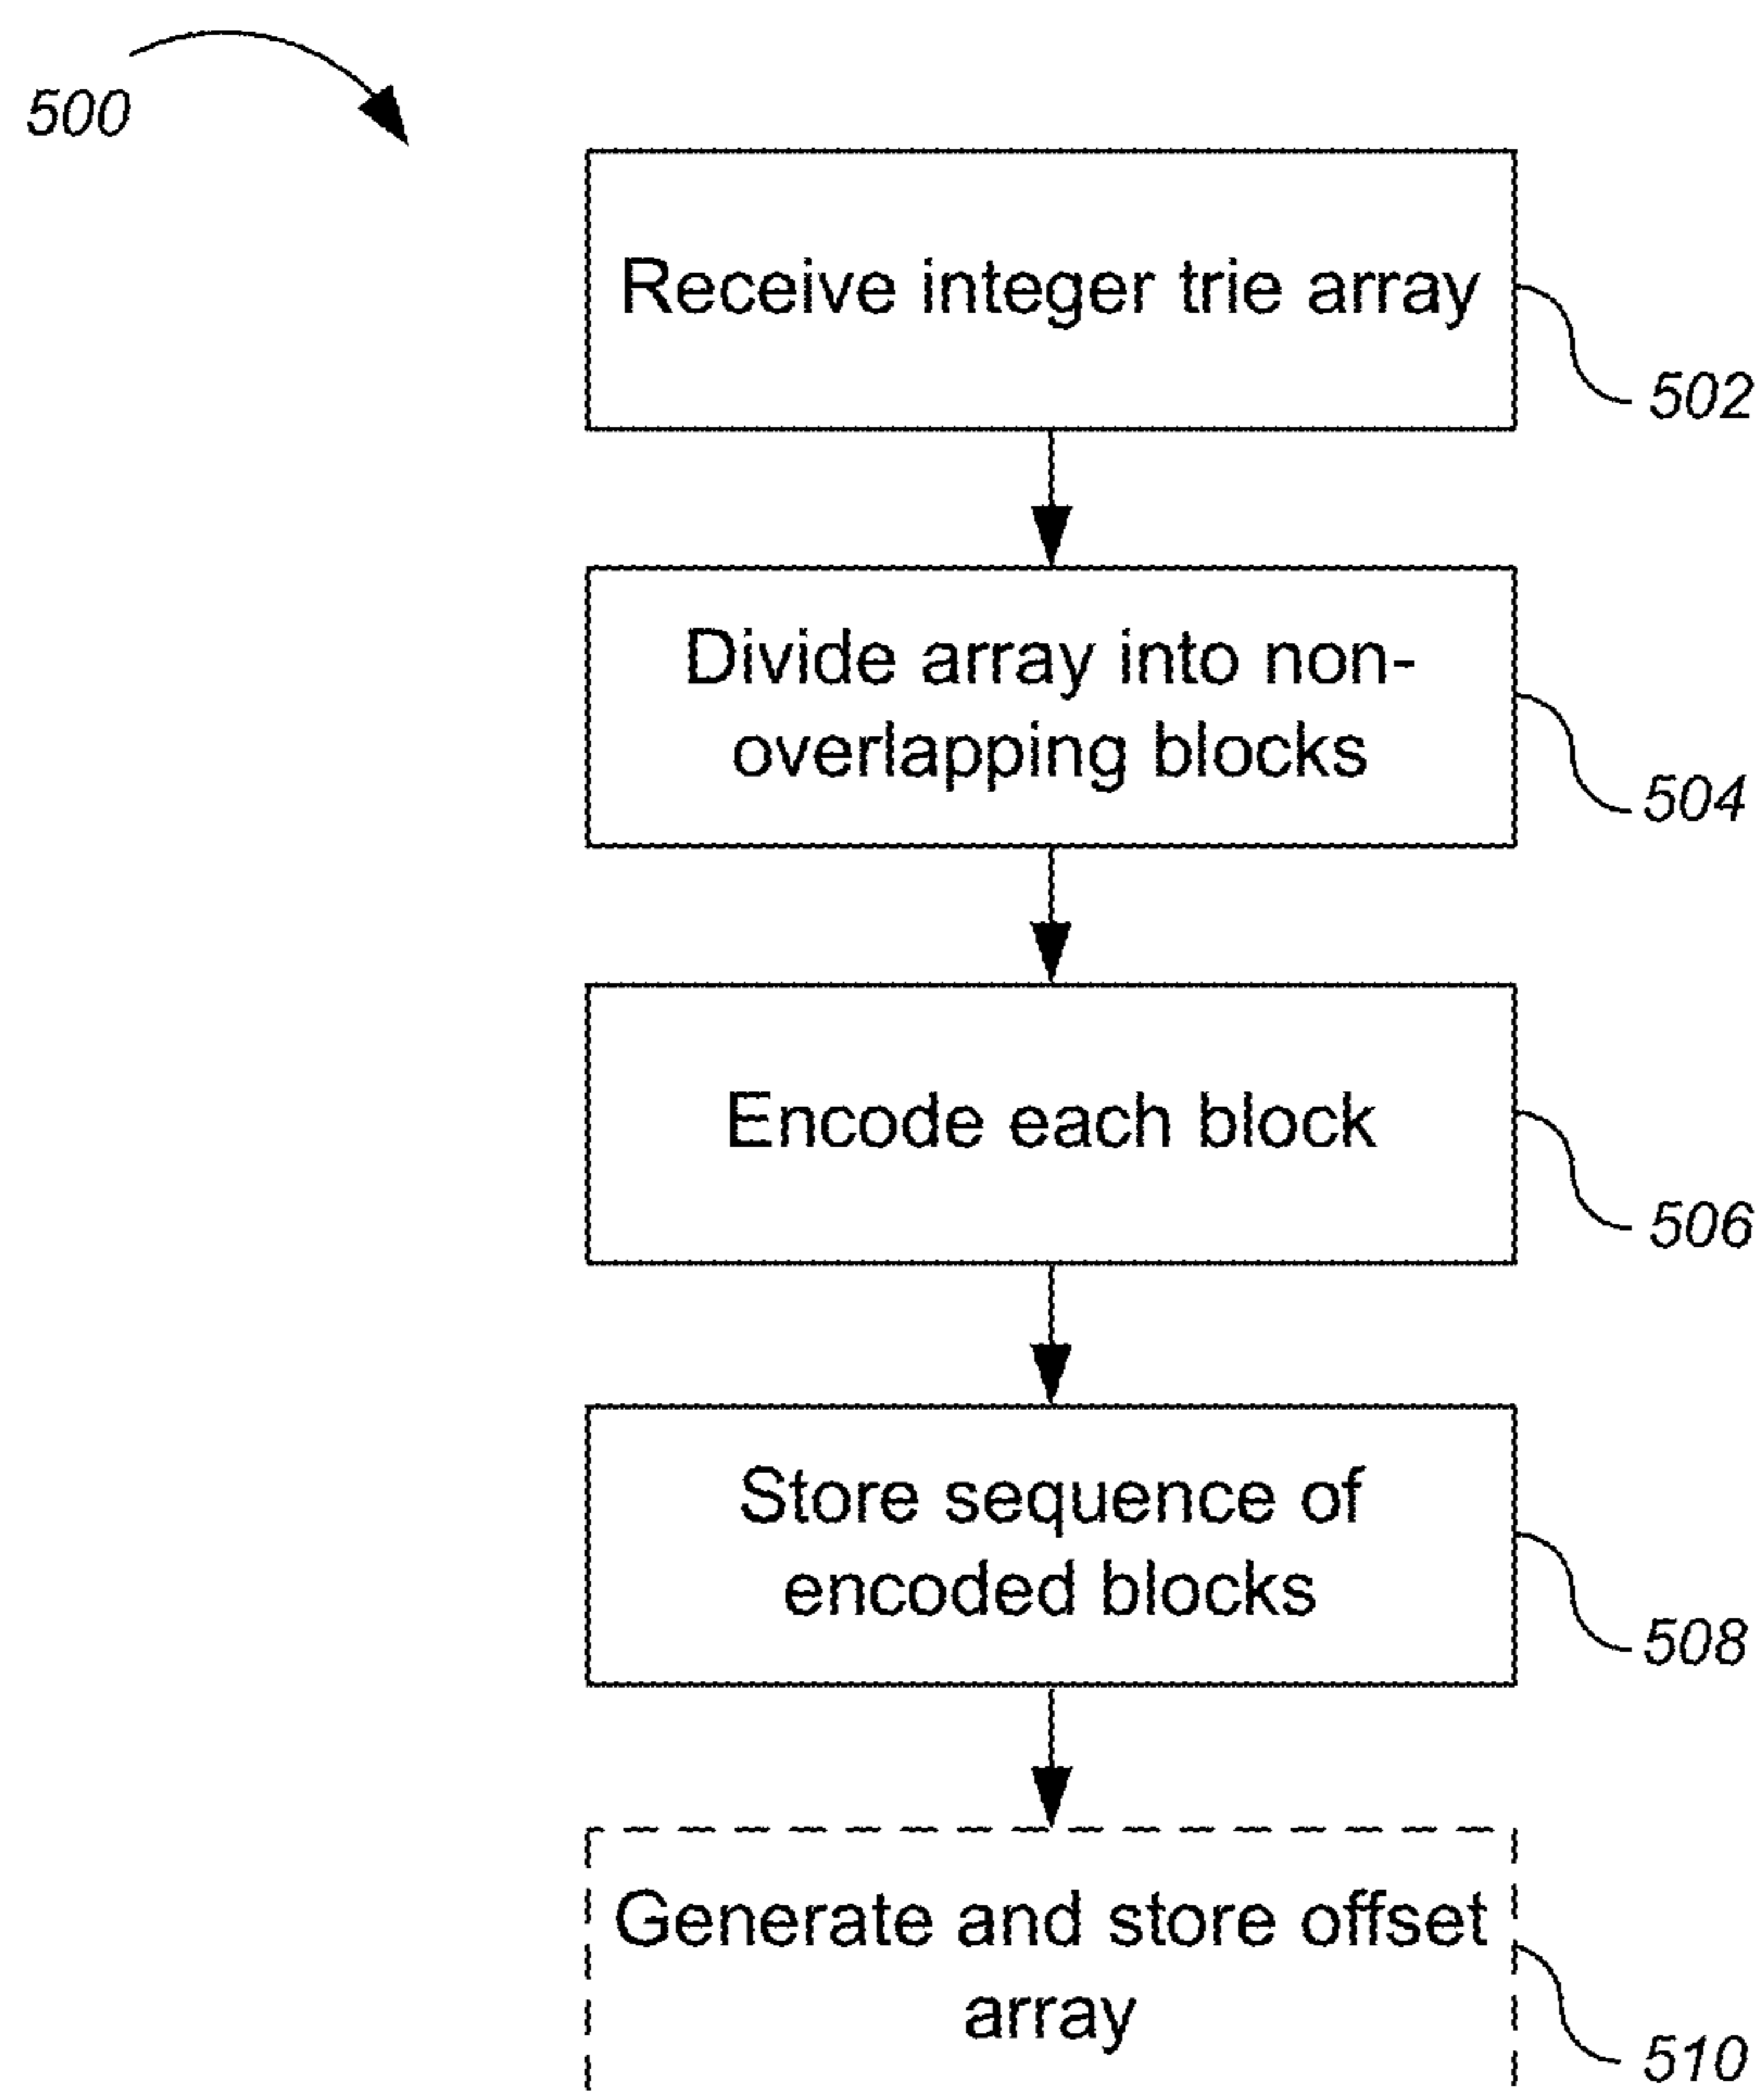 500
Receive integer trie array
502
Divide array into non-
overlapping blocks
504
Encode each block
506
Store sequence of
encoded blocks
508
Generate and store offset
array
510